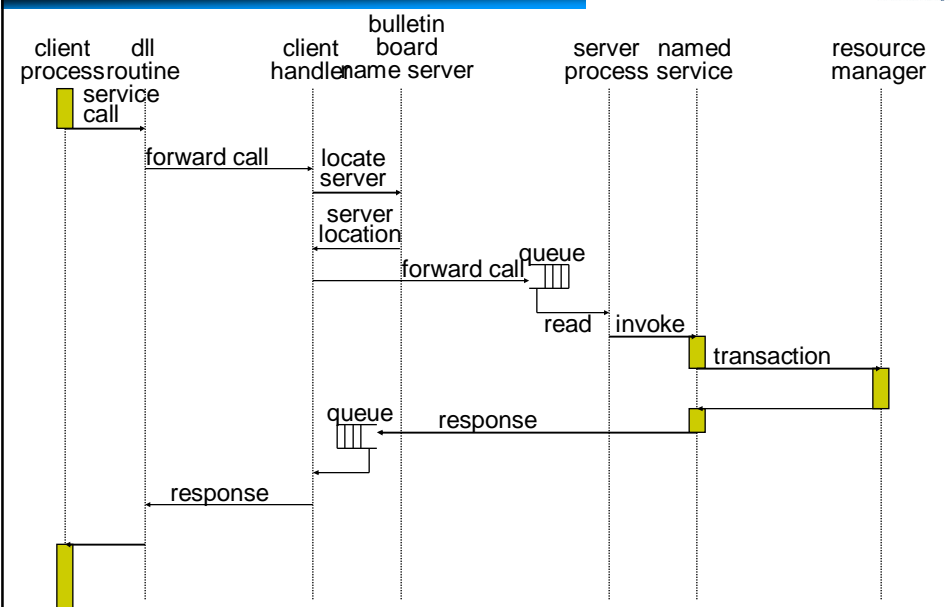 client
process
dll
routine
client
handler
bulletin
board
name server
server
process
named
service
resource
manager
service
call
forward call
locate
server
server
location
forward call
queue
read
invoke
transaction
queue
response
response